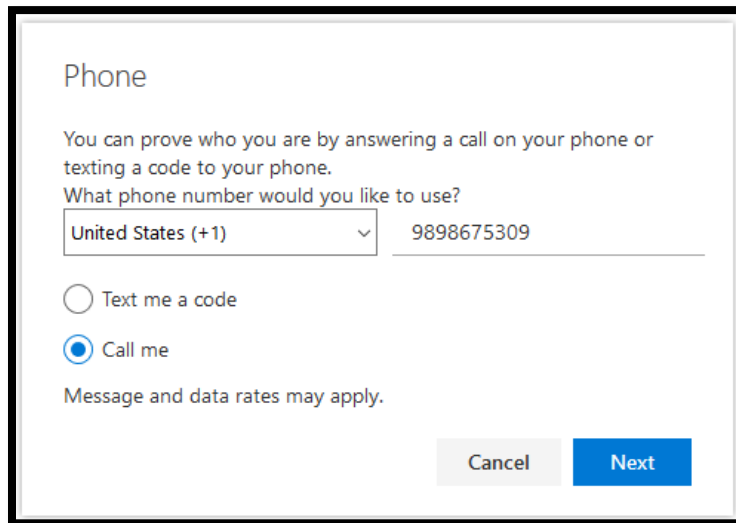 Phone
You can prove who you are by answering a call on your phone or
texting a code to your phone.
What phone number would you like to use?
United States (+1) 9898675309
Text me a code
Call me
Message and data rates may apply.
Cancel Next